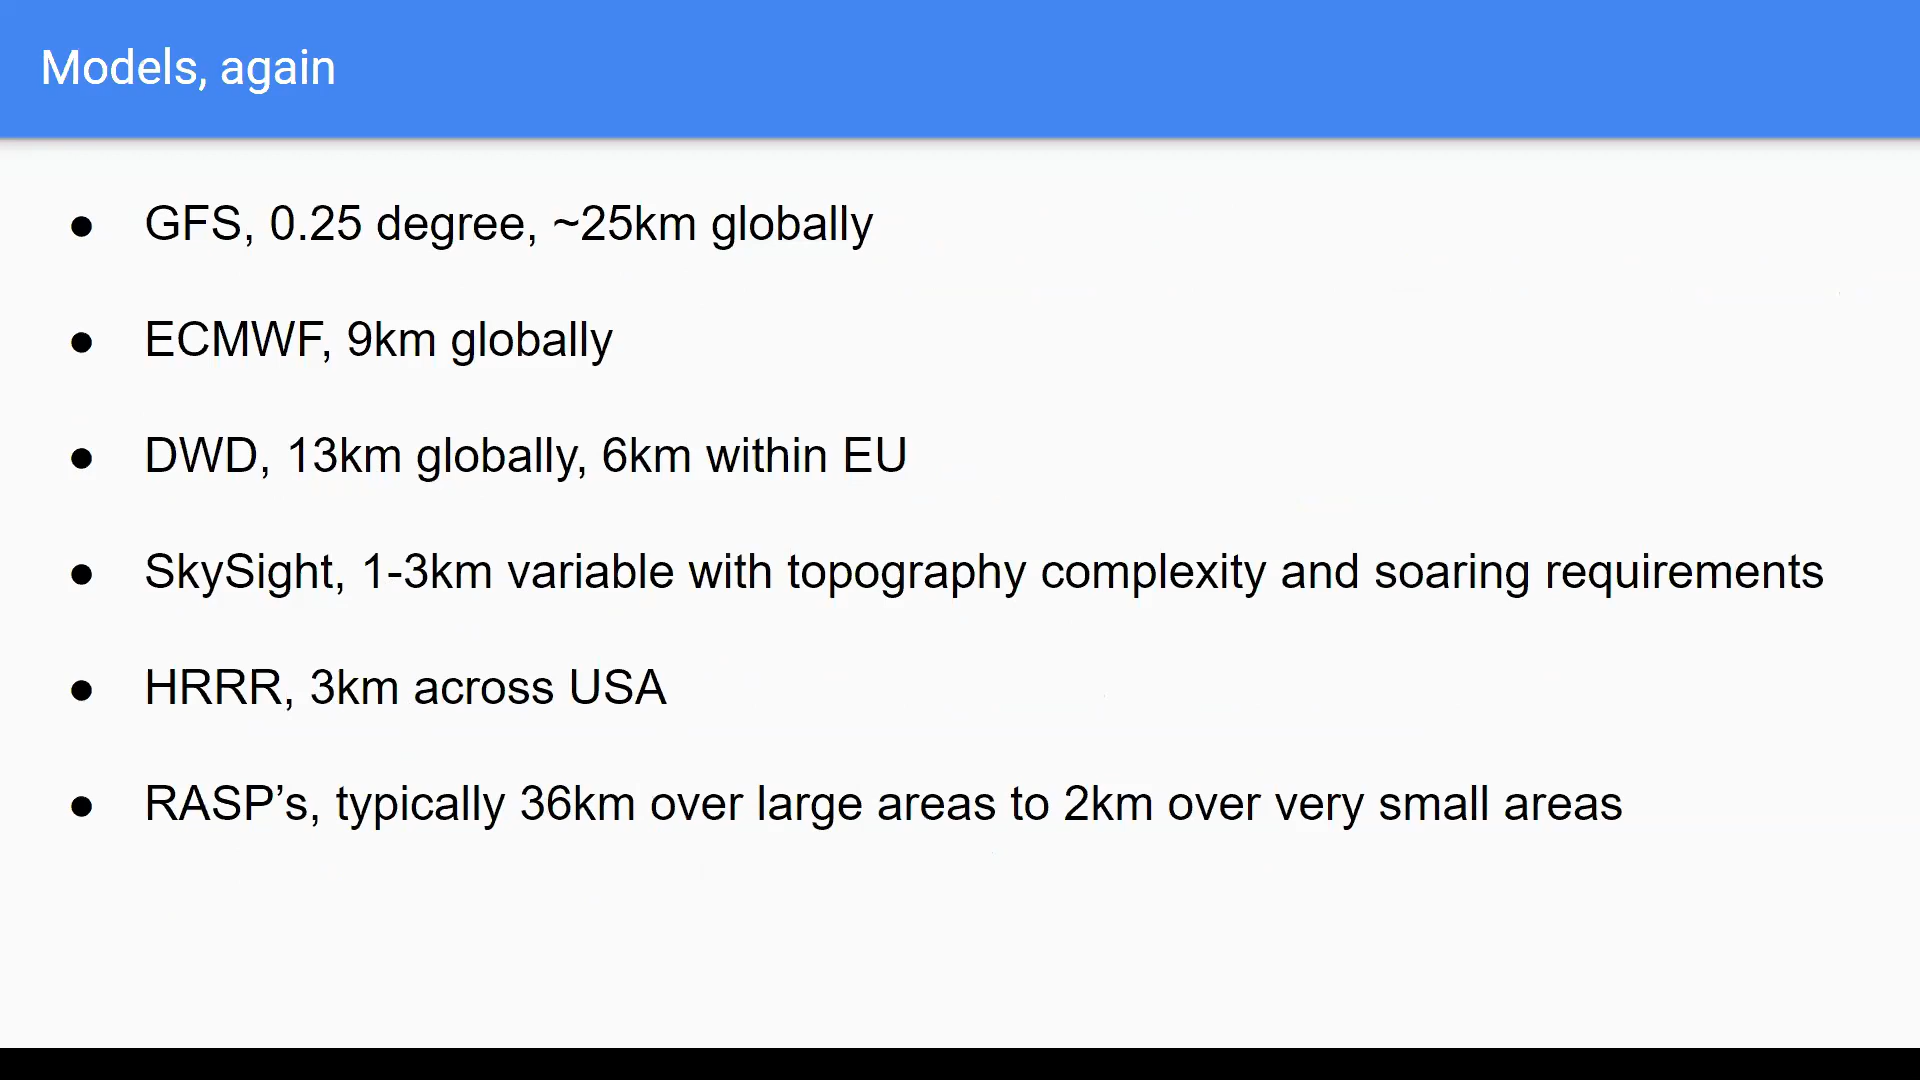 Models, again
● GFS, 0.25 degree, ~25km globally
● ECMWF, 9km globally
● DWD, 13km globally, 6km within EU
● SkySight, 1-3km variable with topography complexity and soaring requirements
● HRRR, 3km across USA
● RASP’s, typically 36km over large areas to 2km over very small areas